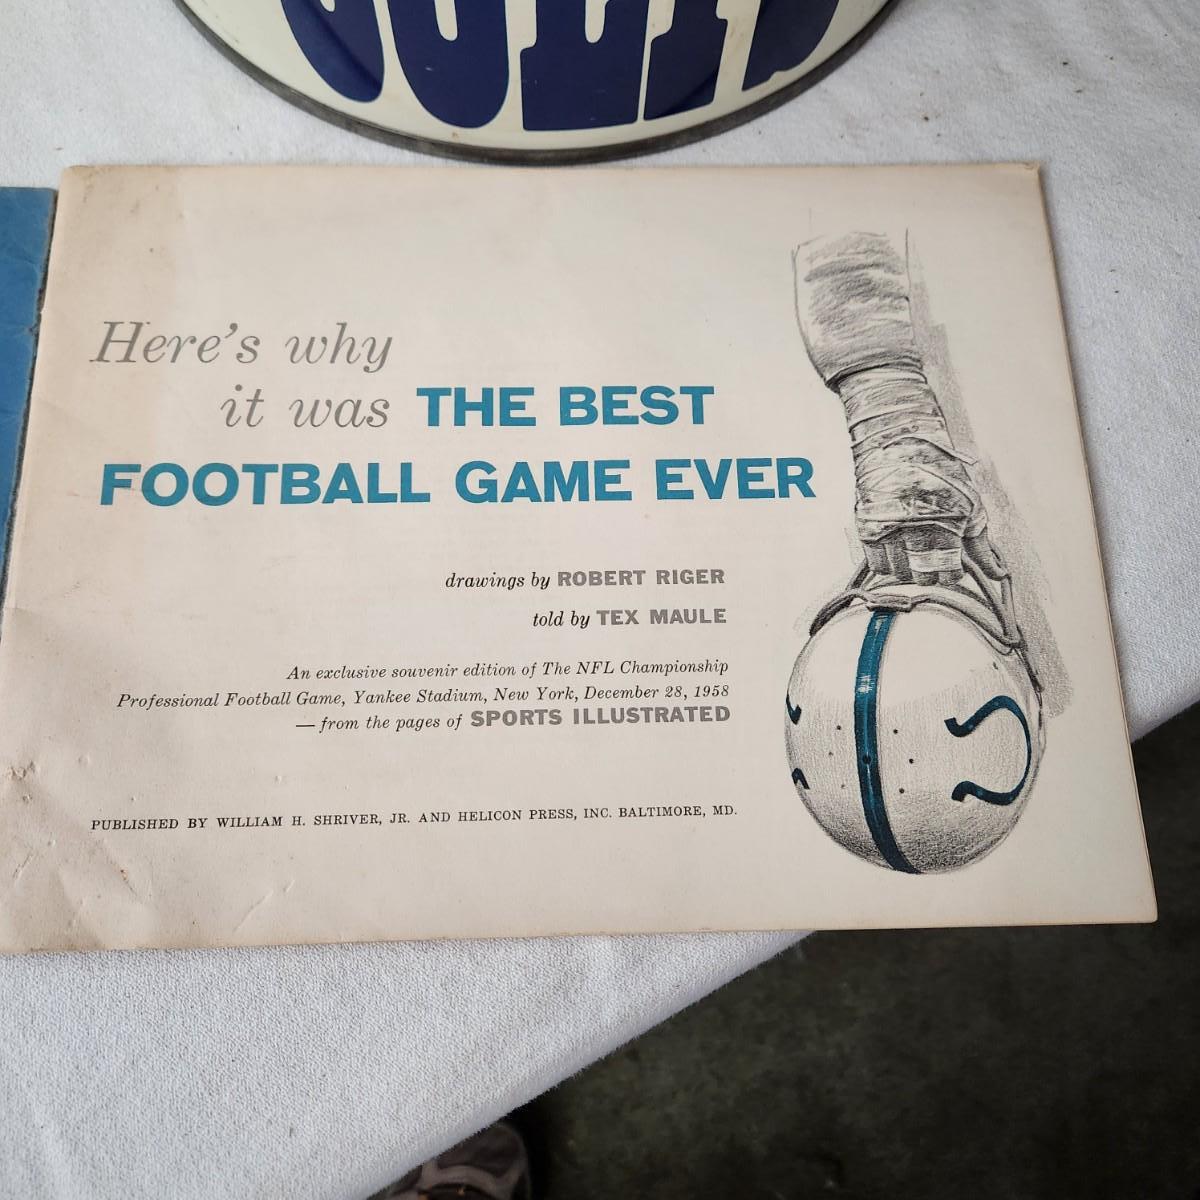 COLTS
Here's why
it was THE BEST
FOOTBALL GAME EVER
drawings by ROBERT RIGER
told by TEX MAULE
An exclusive souvenir edition of The NFL Championship
Professional Football Game, Yankee Stadium, New York, December 28, 1958
— from the pages of SPORTS ILLUSTRATED
PUBLISHED BY WILLIAM H. SHRIVER, JR. AND HELICON PRESS, INC. BALTIMORE, MD.